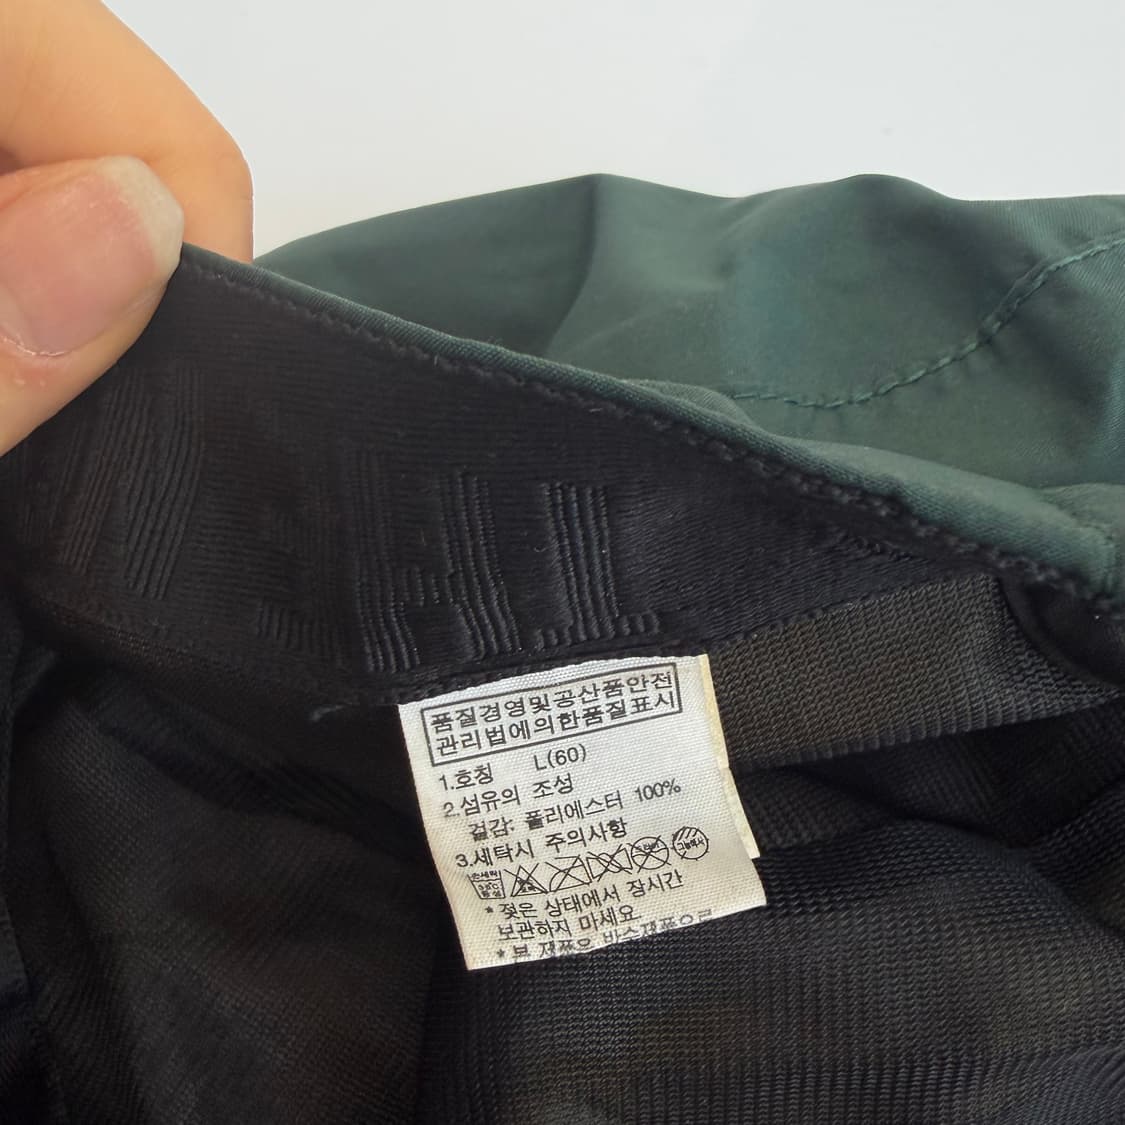 품질경영및공산품안전
관리법에의한품질표시
1.호칭 L(60)
2.섬유의 조성
겉감: 폴리에스터 100%
3.세탁시 주의사항
* 젖은 상태에서 장시간
보관하지 마세요